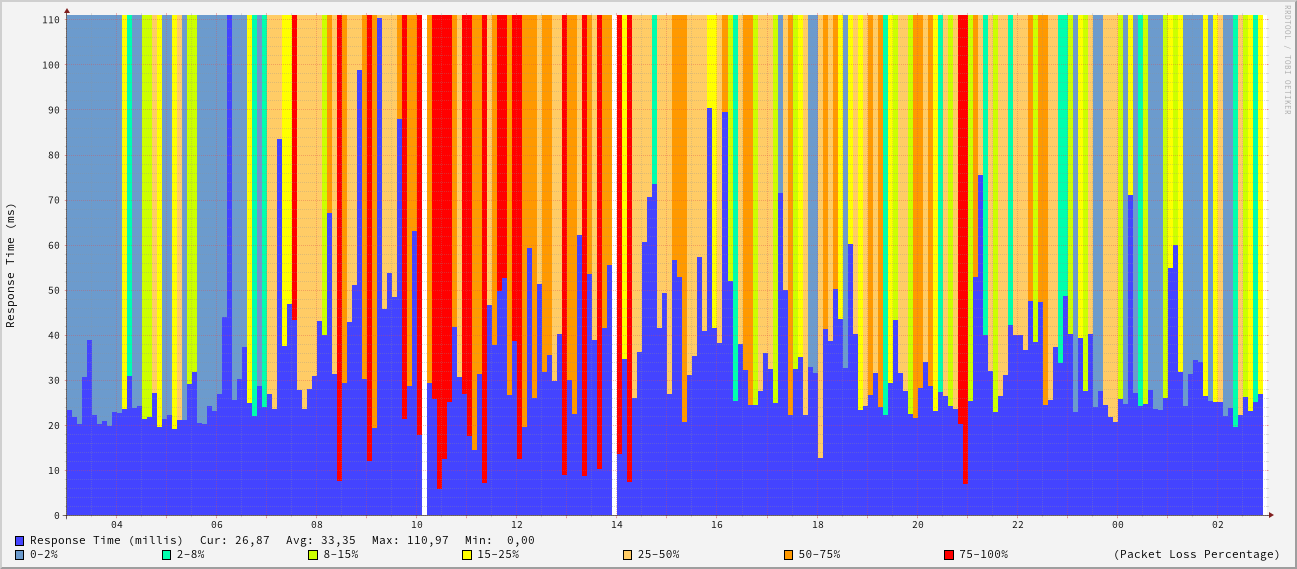 RRDTOOL / TOBI OETIKER
Response Time (ms)
110
100
90
80
70
60
50
40
30
20
10
0
04 06 08 10 12 14 16 18 20 22 00 02
Response Time (millis) Cur: 26,87 Avg: 33,35 Max: 110,97 Min: 0,00
0-2% 2-8% 8-15% 15-25% 25-50% 50-75% 75-100% (Packet Loss Percentage)